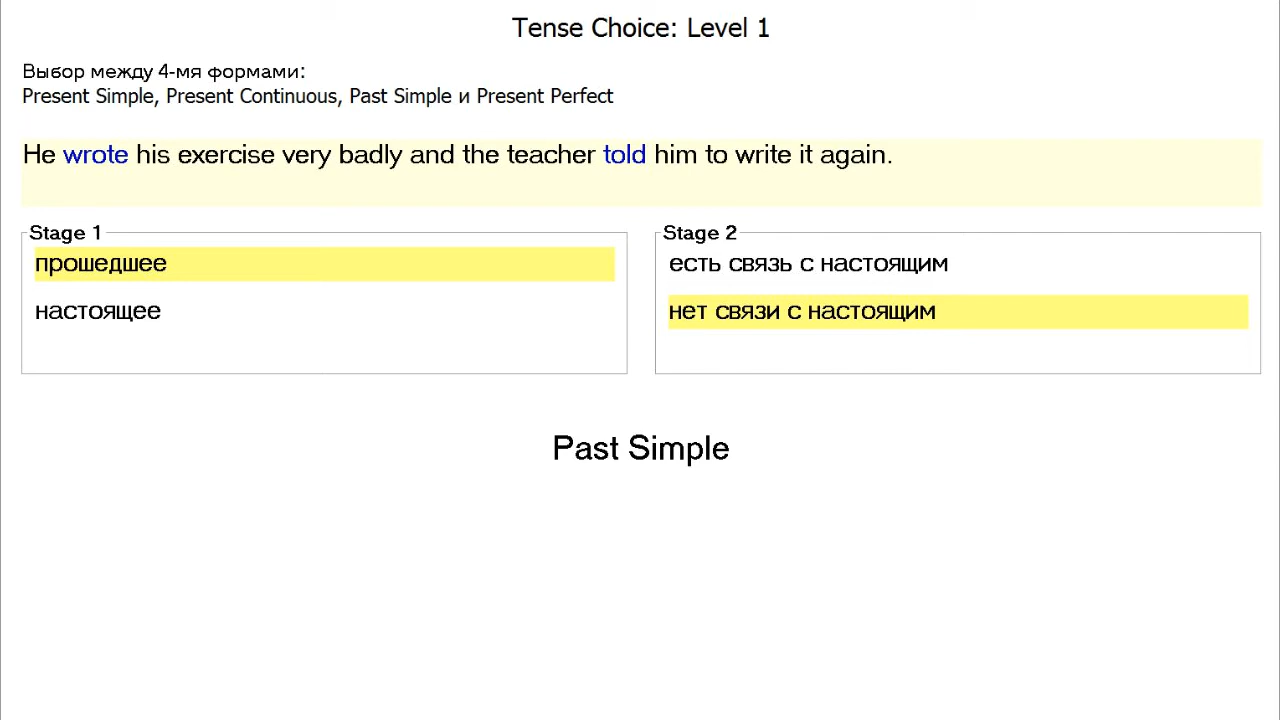 Tense Choice: Level 1
Выбор между 4-мя формами:
Present Simple, Present Continuous, Past Simple и Present Perfect
He wrote his exercise very badly and the teacher told him to write it again.
Stage 1
прошедшее
настоящее
Stage 2
есть связь с настоящим
нет связи с настоящим
Past Simple